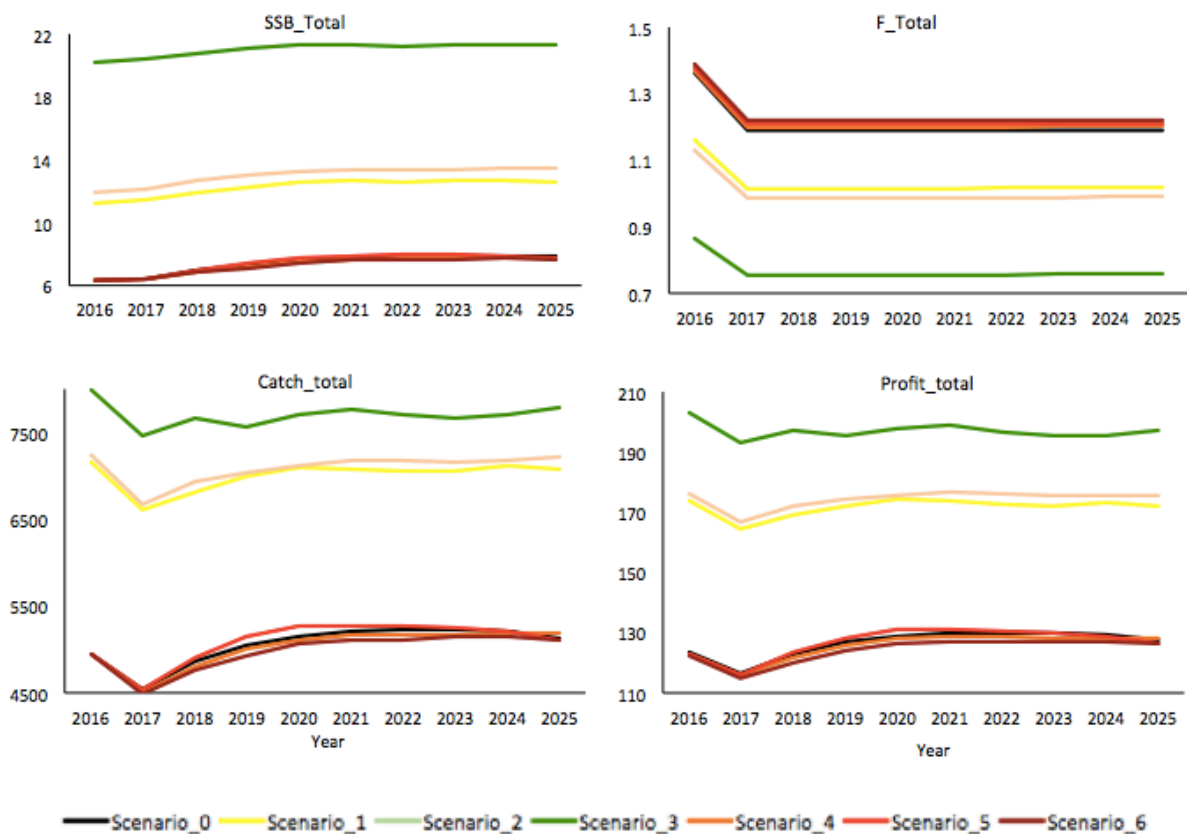 SSB_Total
22
18
14
10
6
2016 2017 2018 2019 2020 2021 2022 2023 2024 2025
F_Total
1.5
1.3
1.1
0.9
0.7
2016 2017 2018 2019 2020 2021 2022 2023 2024 2025
Catch_total
7500
6500
5500
4500
2016 2017 2018 2019 2020 2021 2022 2023 2024 2025
Year
Profit_total
210
190
170
150
130
110
2016 2017 2018 2019 2020 2021 2022 2023 2024 2025
Year
Scenario_0 Scenario_1 Scenario_2 Scenario_3 Scenario_4 Scenario_5 Scenario_6